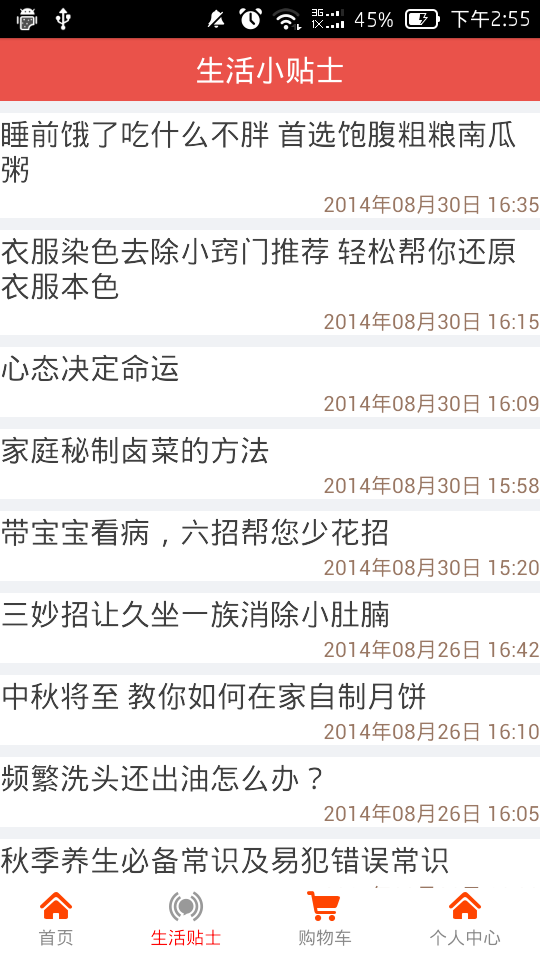 3G
1X
45%
下午2:55
生活小贴士
睡前饿了吃什么不胖 首选饱腹粗粮南瓜
粥
2014年08月30日 16:35
衣服染色去除小窍门推荐 轻松帮你还原
衣服本色
2014年08月30日 16:15
心态决定命运
2014年08月30日 16:09
家庭秘制卤菜的方法
2014年08月30日 15:58
带宝宝看病，六招帮您少花招
2014年08月30日 15:20
三妙招让久坐一族消除小肚腩
2014年08月26日 16:42
中秋将至 教你如何在家自制月饼
2014年08月26日 16:10
频繁洗头还出油怎么办？
2014年08月26日 16:05
秋季养生必备常识及易犯错误常识
首页
生活贴士
购物车
个人中心